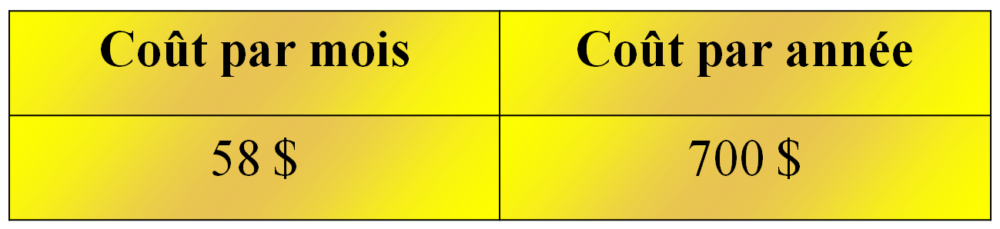 Coût par mois
Coût par année
58 $
700 $